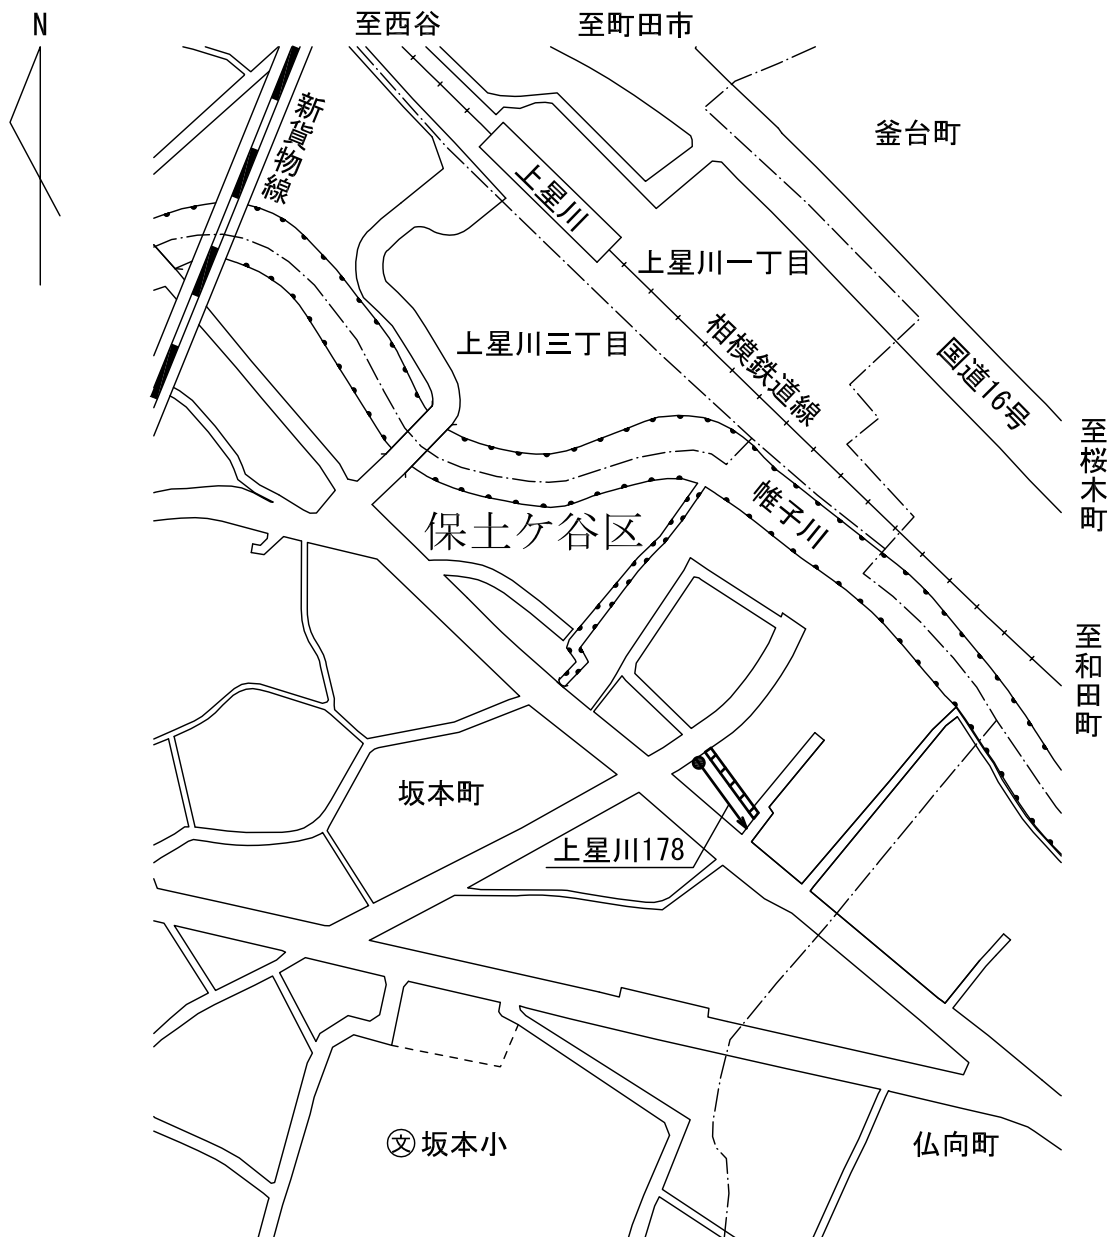 N
至西谷
至町田市
新貨物線
釜台町
上星川
上星川一丁目
上星川三丁目
相模鉄道線
国道16号
至桜木町
帷子川
保土ケ谷区
至和田町
坂本町
上星川178
文坂本小
仏向町